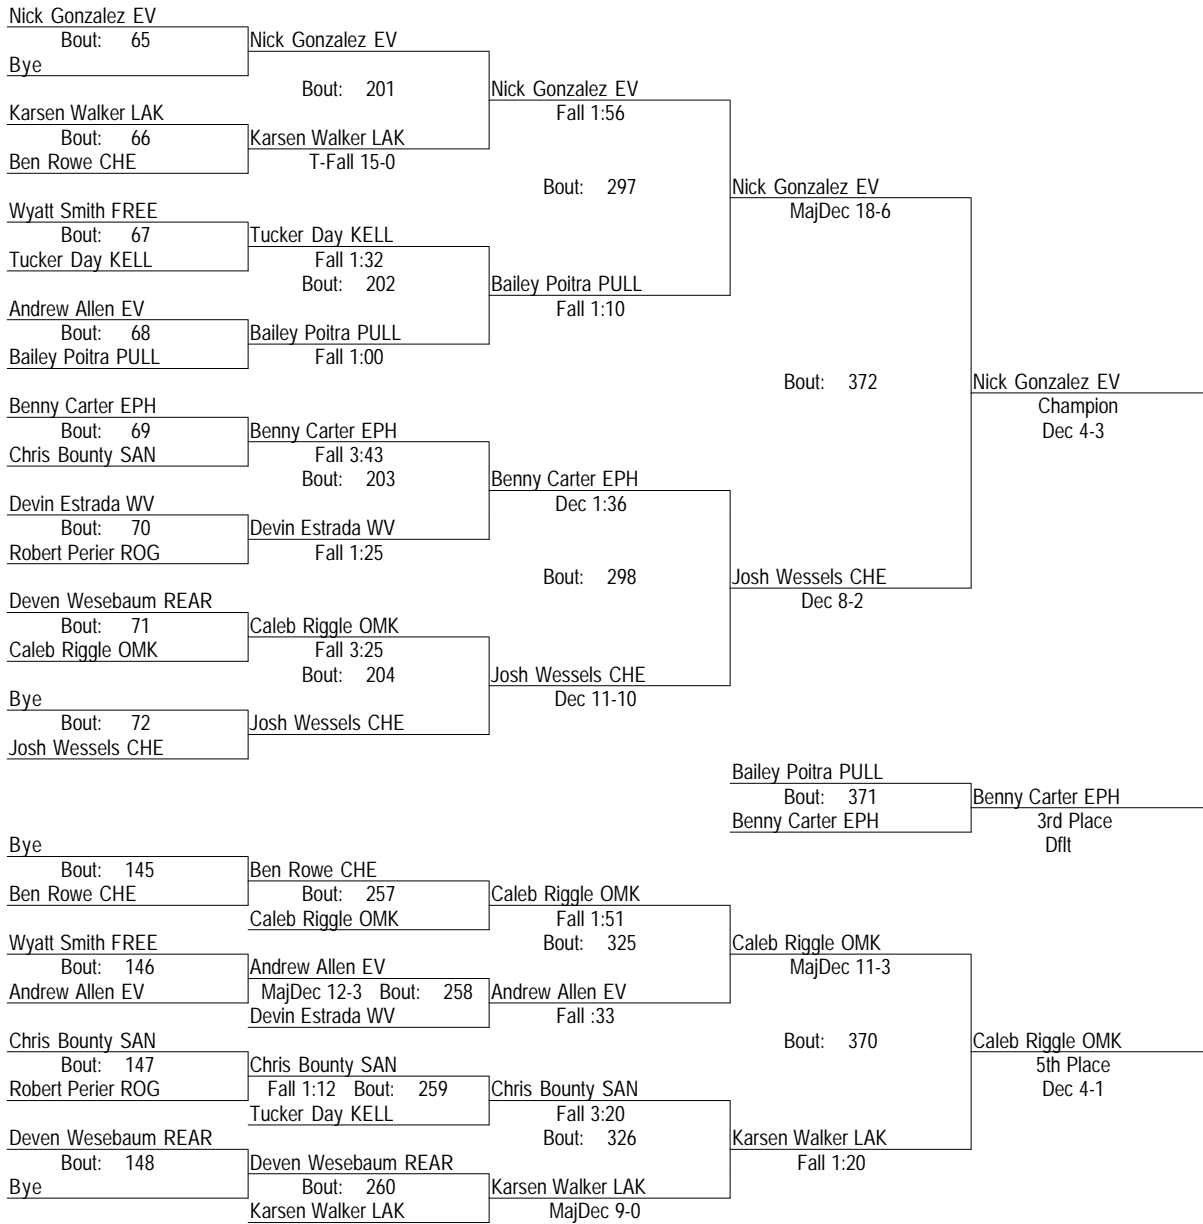 Nick Gonzalez EV
Bout: 65
Nick Gonzalez EV
Bye
Bout: 201
Nick Gonzalez EV
Karsen Walker LAK
Fall 1:56
Bout: 66
Karsen Walker LAK
Ben Rowe CHE
T-Fall 15-0
Bout: 297
Nick Gonzalez EV
Wyatt Smith FREE
MajDec 18-6
Bout: 67
Tucker Day KELL
Tucker Day KELL
Fall 1:32
Bout: 202
Bailey Poitra PULL
Andrew Allen EV
Fall 1:10
Bout: 68
Bailey Poitra PULL
Bailey Poitra PULL
Fall 1:00
Bout: 372
Nick Gonzalez EV
Benny Carter EPH
Champion
Bout: 69
Benny Carter EPH
Dec 4-3
Chris Bounty SAN
Fall 3:43
Bout: 203
Benny Carter EPH
Devin Estrada WV
Dec 1:36
Bout: 70
Devin Estrada WV
Robert Perier ROG
Fall 1:25
Bout: 298
Josh Wessels CHE
Deven Wesebaum REAR
Dec 8-2
Bout: 71
Caleb Riggle OMK
Caleb Riggle OMK
Fall 3:25
Bout: 204
Josh Wessels CHE
Bye
Dec 11-10
Bout: 72
Josh Wessels CHE
Josh Wessels CHE
Bailey Poitra PULL
Bout: 371
Benny Carter EPH
Benny Carter EPH
3rd Place
Dflt
Bye
Bout: 145
Ben Rowe CHE
Ben Rowe CHE
Bout: 257
Caleb Riggle OMK
Caleb Riggle OMK
Fall 1:51
Wyatt Smith FREE
Bout: 325
Caleb Riggle OMK
Bout: 146
Andrew Allen EV
MajDec 11-3
Andrew Allen EV
MajDec 12-3 Bout: 258
Andrew Allen EV
Devin Estrada WV
Fall :33
Chris Bounty SAN
Bout: 370
Caleb Riggle OMK
Bout: 147
Chris Bounty SAN
5th Place
Robert Perier ROG
Fall 1:12 Bout: 259
Chris Bounty SAN
Dec 4-1
Tucker Day KELL
Fall 3:20
Deven Wesebaum REAR
Bout: 326
Karsen Walker LAK
Bout: 148
Deven Wesebaum REAR
Fall 1:20
Bye
Bout: 260
Karsen Walker LAK
Karsen Walker LAK
MajDec 9-0